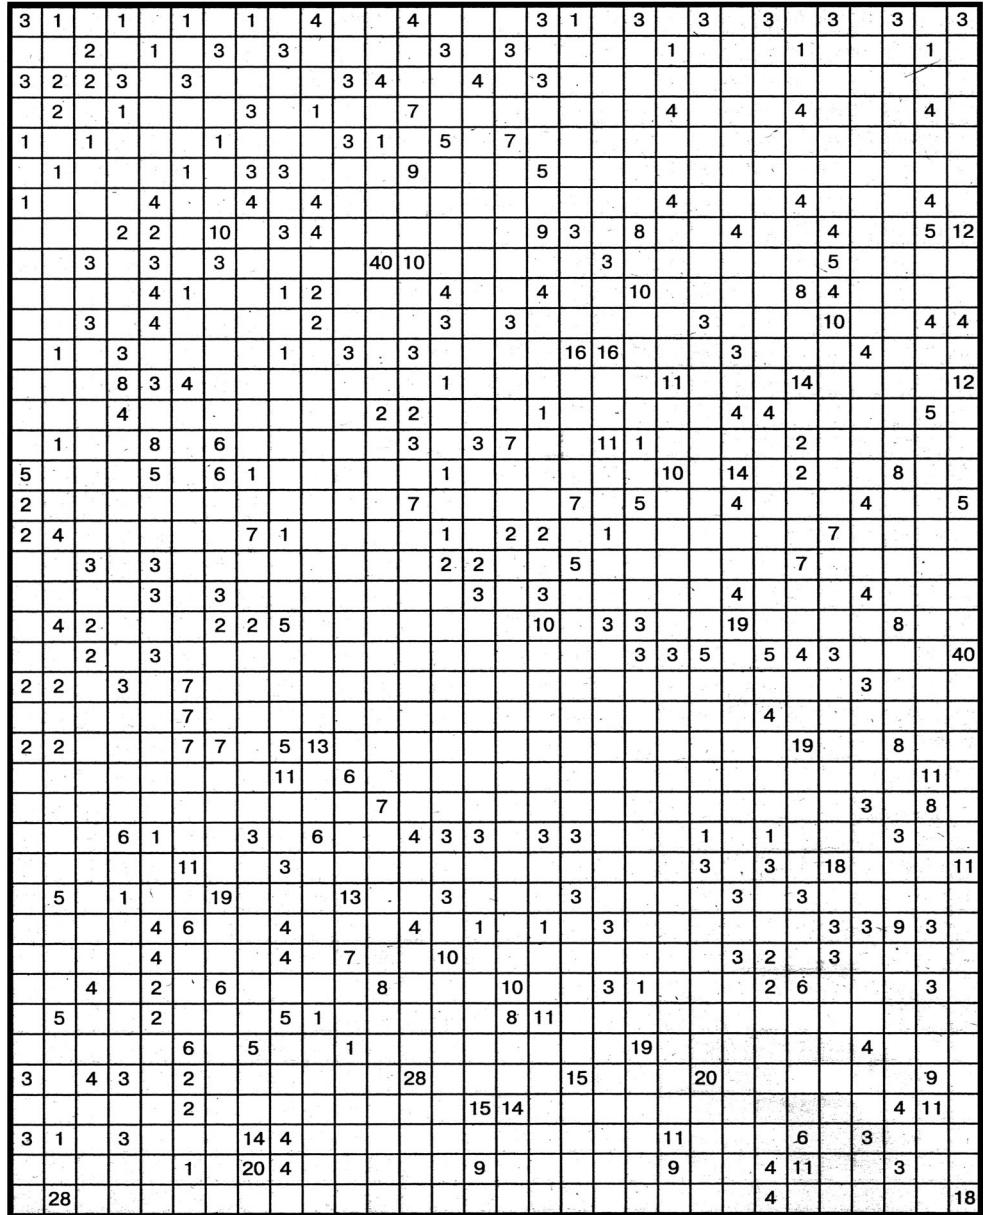 3 1 1 1 1 4 4 3 1 3 3 3 3 3 3
2 1 3 3 3 3 1 1 1
3 2 2 3 3 3 4 4 3
2 1 3 1 7 4 4 4
1 1 1 3 1 5 7
1 1 3 3 9 5
1 4 4 4 4 4 4
2 2 10 3 4 9 3 8 4 4 5 12
3 3 3 40 10 3 5
4 1 1 2 4 4 10 8 4
3 4 2 3 3 3 10 4 4
1 3 1 3 3 16 16 3 4
8 3 4 1 11 14 12
4 2 2 1 4 4 5
1 8 6 3 3 7 11 1 2
5 5 6 1 1 10 14 2 8
2 7 7 5 4 4 5
2 4 7 1 1 2 2 1 7
3 3 2 2 5 7
3 3 3 3 4 4
4 2 2 2 5 10 3 3 19 8
2 3 3 3 5 5 4 3 40
2 2 3 7 3
7 4
2 2 7 7 5 13 19 8
11 6 11
7 3 8
6 1 3 6 4 3 3 3 3 1 1 3
11 3 3 3 18 11
5 1 19 13 3 3 3 3
4 6 4 4 1 1 3 3 3 9 3
4 4 7 10 3 2 3
4 2 6 8 10 3 1 2 6 3
5 2 5 1 8 11
6 5 1 19 4
3 4 3 2 28 15 20 9
2 15 14 4 11
3 1 3 14 4 11 6 3
1 20 4 9 9 4 11 3
28 4 18